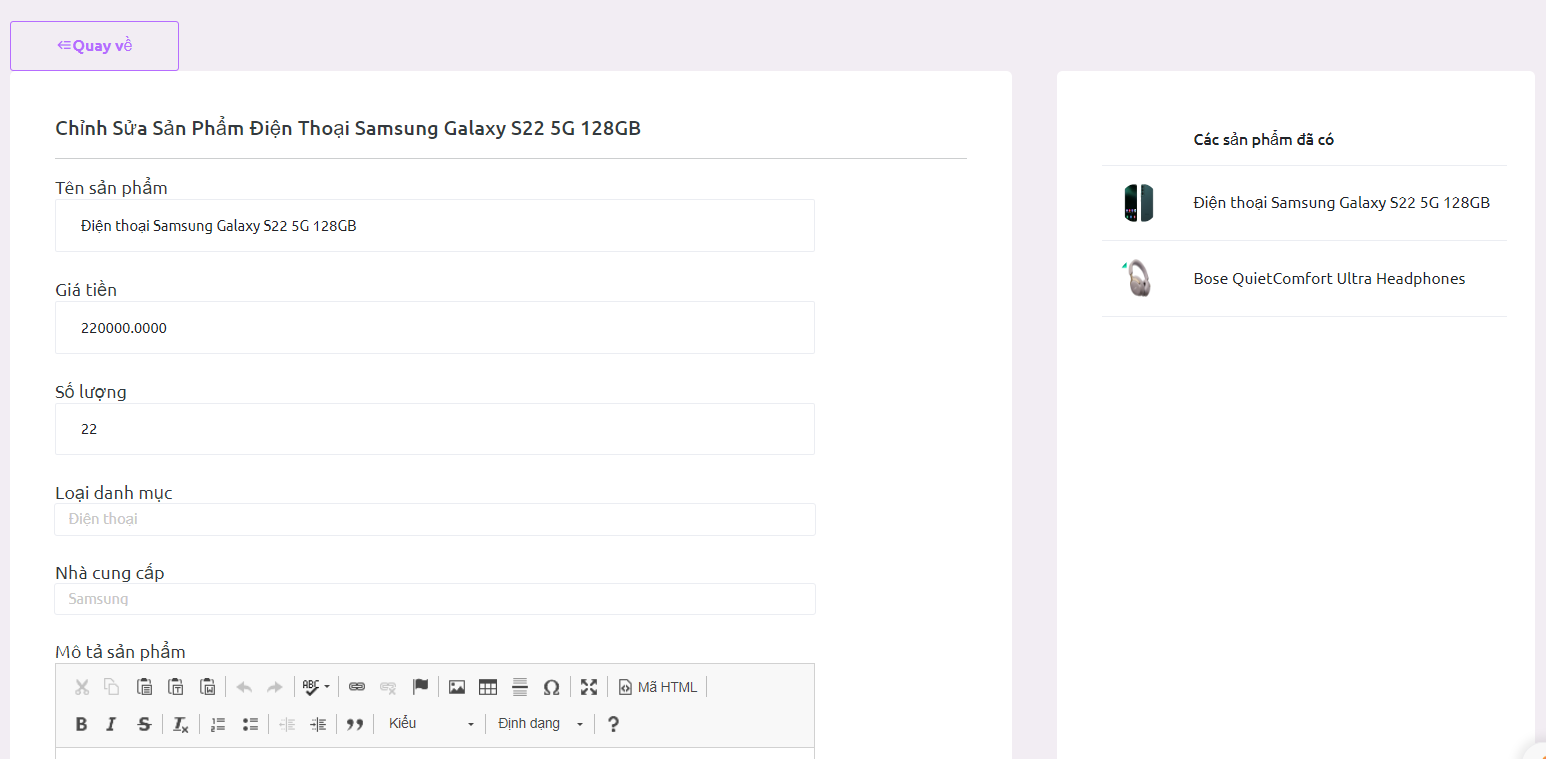 Quay về
Chỉnh Sửa Sản Phẩm Điện Thoại Samsung Galaxy S22 5G 128GB
Tên sản phẩm
Điện thoại Samsung Galaxy S22 5G 128GB
Giá tiền
220000.0000
Số lượng
22
Loại danh mục
Điện thoại
Nhà cung cấp
Samsung
Mô tả sản phẩm
ABC
Mã HTML
Kiểu
Định dạng
Các sản phẩm đã có
Điện thoại Samsung Galaxy S22 5G 128GB
Bose QuietComfort Ultra Headphones